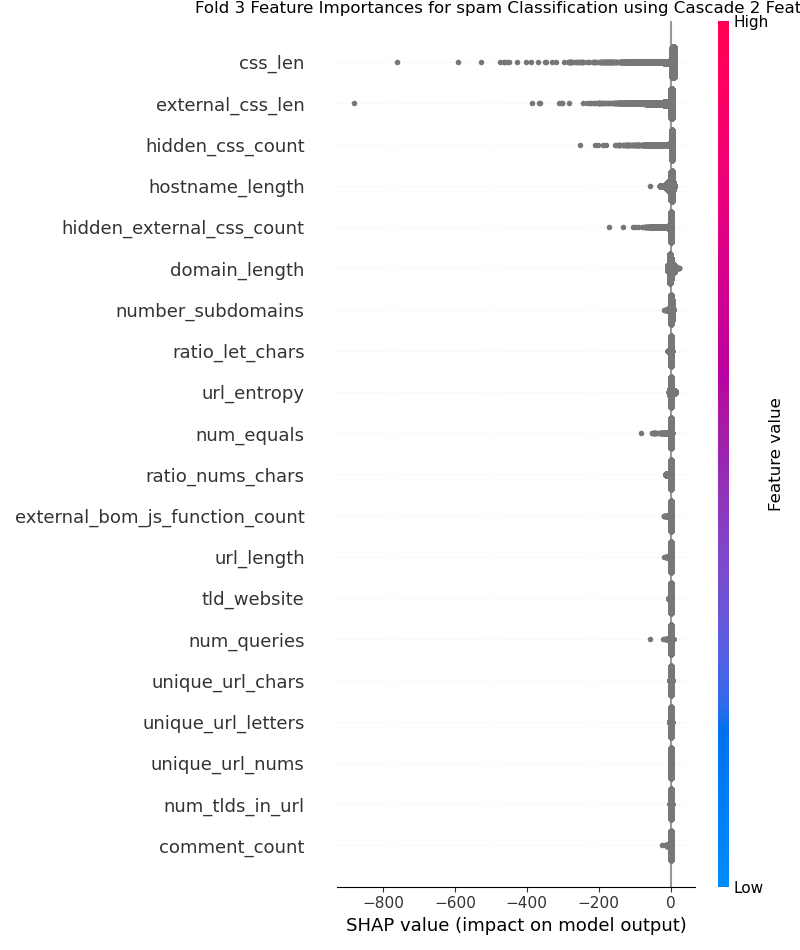 Fold 3 Feature Importances for spam Classification using Cascade 2 Feat
High
css_len
external_css_len
hidden_css_count
hostname_length
hidden_external_css_count
domain_length
number_subdomains
ratio_let_chars
url_entropy
num_equals
ratio_nums_chars
external_bom_js_function_count
url_length
tld_website
num_queries
unique_url_chars
unique_url_letters
unique_url_nums
num_tlds_in_url
comment_count
Feature value
Low
−800 −600 −400 −200 0
SHAP value (impact on model output)